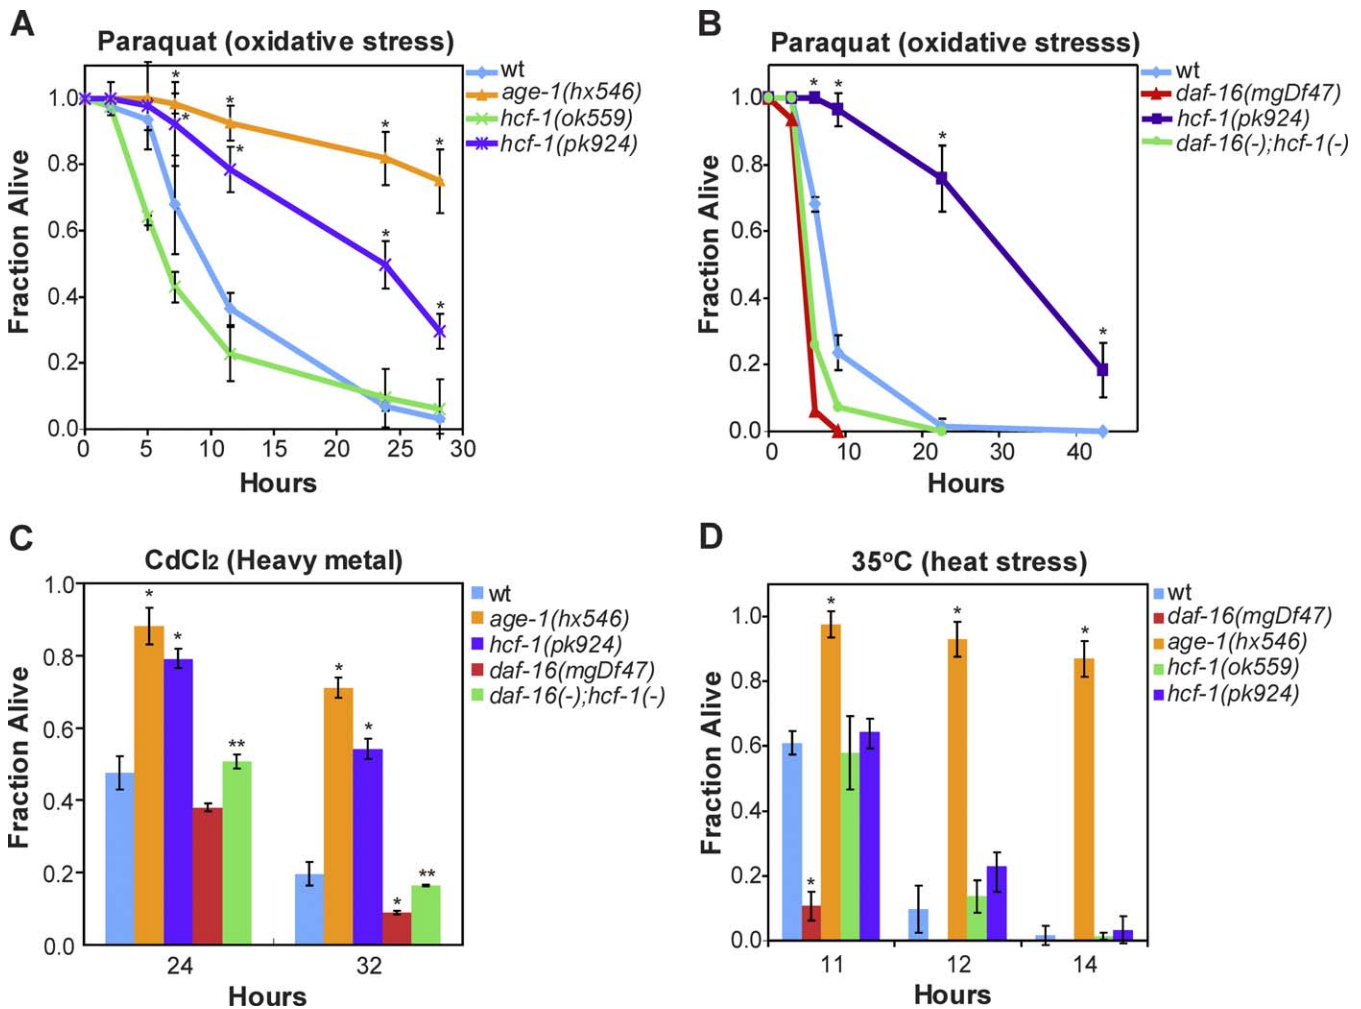 A
Paraquat (oxidative stress)
wt
age-1(hx546)
hcf-1(ok559)
hcf-1(pk924)
Fraction Alive
1.0
0.8
0.6
0.4
0.2
0.0
0 5 10 15 20 25 30
Hours
* * * * * * * *
B
Paraquat (oxidative stresss)
wt
daf-16(mgDf47)
hcf-1(pk924)
daf-16(-);hcf-1(-)
Fraction Alive
1.0
0.8
0.6
0.4
0.2
0.0
0 10 20 30 40
Hours
* * * *
C
CdCl2 (Heavy metal)
wt
age-1(hx546)
hcf-1(pk924)
daf-16(mgDf47)
daf-16(-);hcf-1(-)
Fraction Alive
1.0
0.8
0.6
0.4
0.2
0.0
24 32
Hours
* * ** * * * **
D
35oC (heat stress)
wt
daf-16(mgDf47)
age-1(hx546)
hcf-1(ok559)
hcf-1(pk924)
Fraction Alive
1.0
0.8
0.6
0.4
0.2
0.0
11 12 14
Hours
* * * *